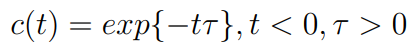 c(t) = exp{−tτ}, t < 0, τ > 0